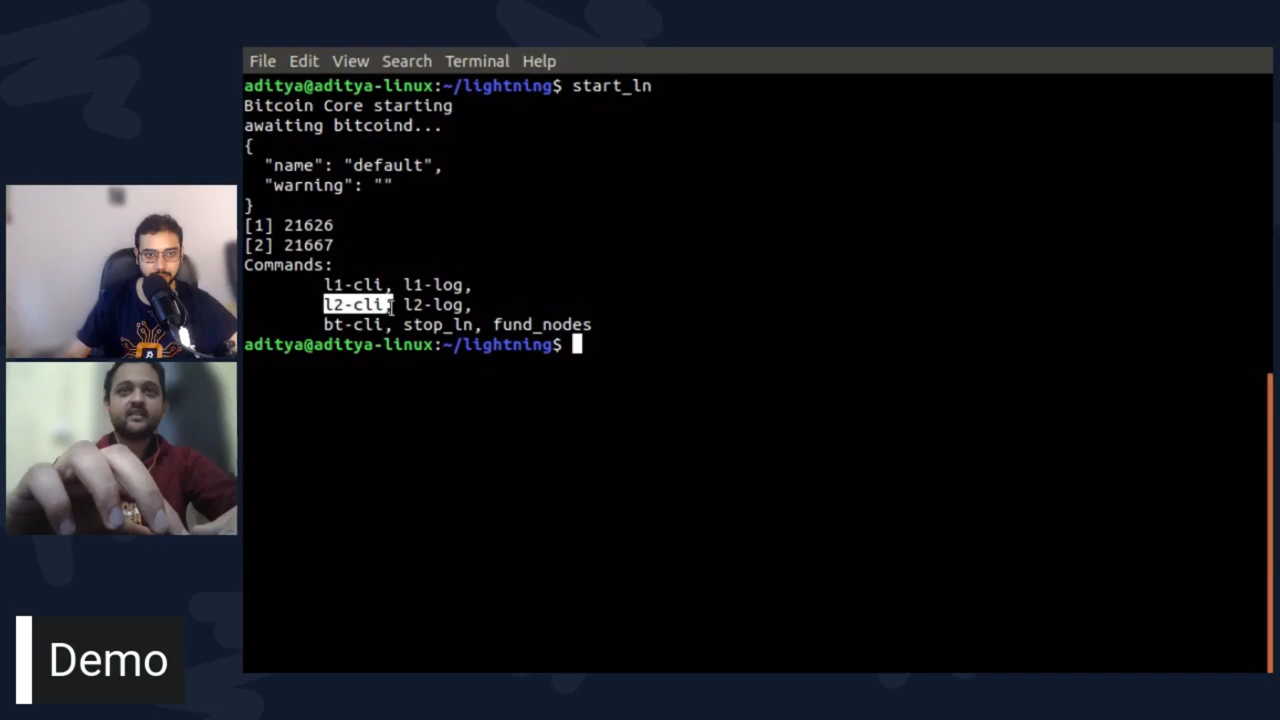 File Edit View Search Terminal Help
aditya@aditya-linux:~/lightning$ start_ln
Bitcoin Core starting
awaiting bitcoind...
{
  "name": "default",
  "warning": ""
}
[1] 21626
[2] 21667
Commands:
        l1-cli, l1-log,
        l2-cli, l2-log,
        bt-cli, stop_ln, fund_nodes
aditya@aditya-linux:~/lightning$
Demo